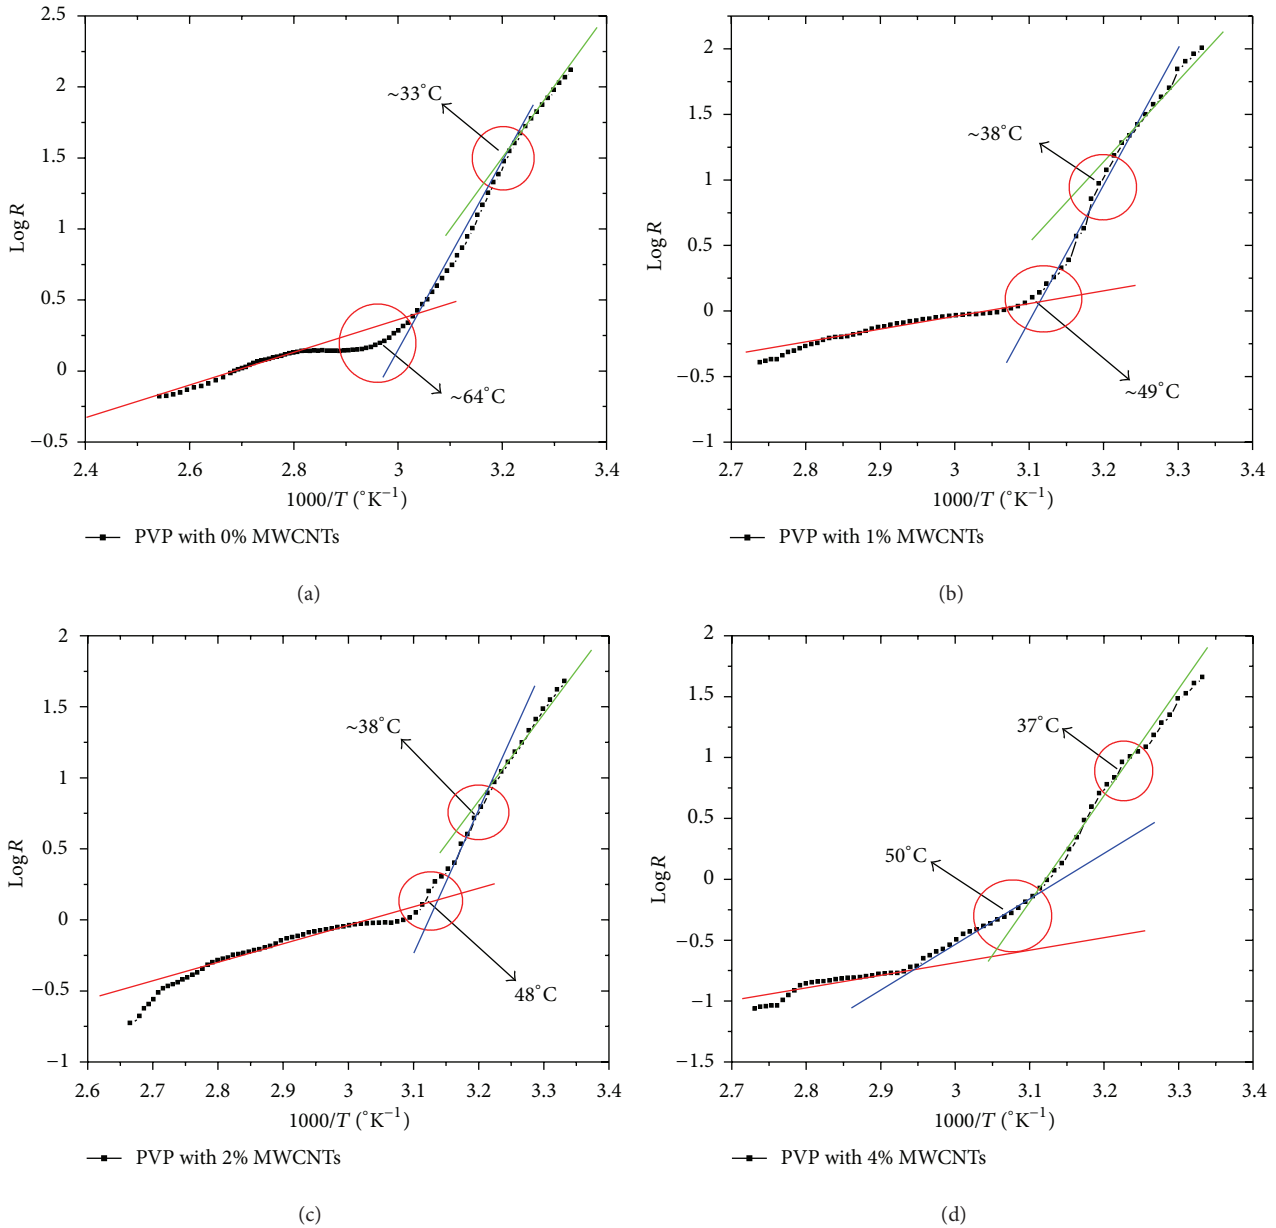 2.5
2
1.5
1
0.5
0
−0.5
Log R
~33°C
~64°C
2.4 2.6 2.8 3 3.2 3.4
1000/T (°K⁻¹)
PVP with 0% MWCNTs
(a)
2
1.5
1
0.5
0
−0.5
−1
Log R
~38°C
~49°C
2.7 2.8 2.9 3 3.1 3.2 3.3 3.4
1000/T (°K⁻¹)
PVP with 1% MWCNTs
(b)
2
1.5
1
0.5
0
−0.5
−1
Log R
~38°C
48°C
2.6 2.7 2.8 2.9 3 3.1 3.2 3.3 3.4
1000/T (°K⁻¹)
PVP with 2% MWCNTs
(c)
2
1.5
1
0.5
0
−0.5
−1
−1.5
Log R
37°C
50°C
2.7 2.8 2.9 3 3.1 3.2 3.3 3.4
1000/T (°K⁻¹)
PVP with 4% MWCNTs
(d)